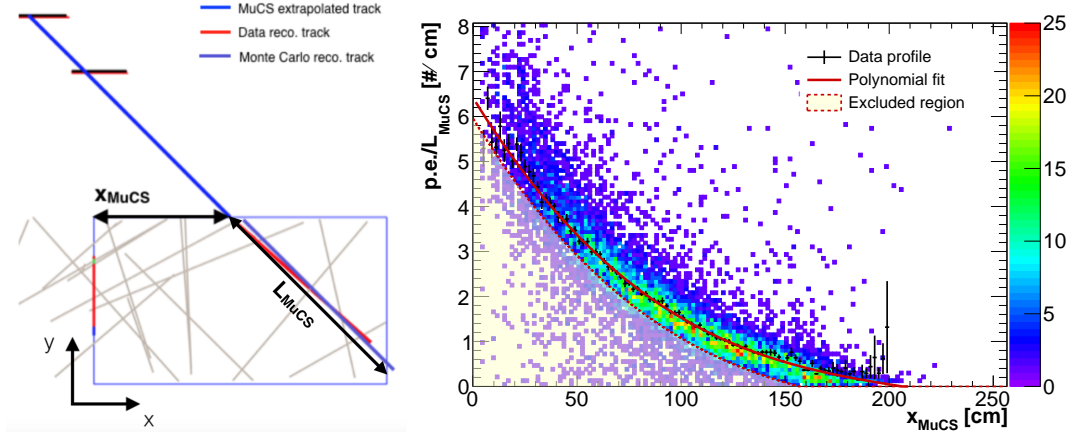 MuCS extrapolated track
Data reco. track
Monte Carlo reco. track
xMuCS
LMuCS
y
x
p.e./LMuCS [#/cm]
8
7
6
5
4
3
2
1
0
Data profile
Polynomial fit
Excluded region
0 50 100 150 200 250
xMuCS [cm]
25
20
15
10
5
0